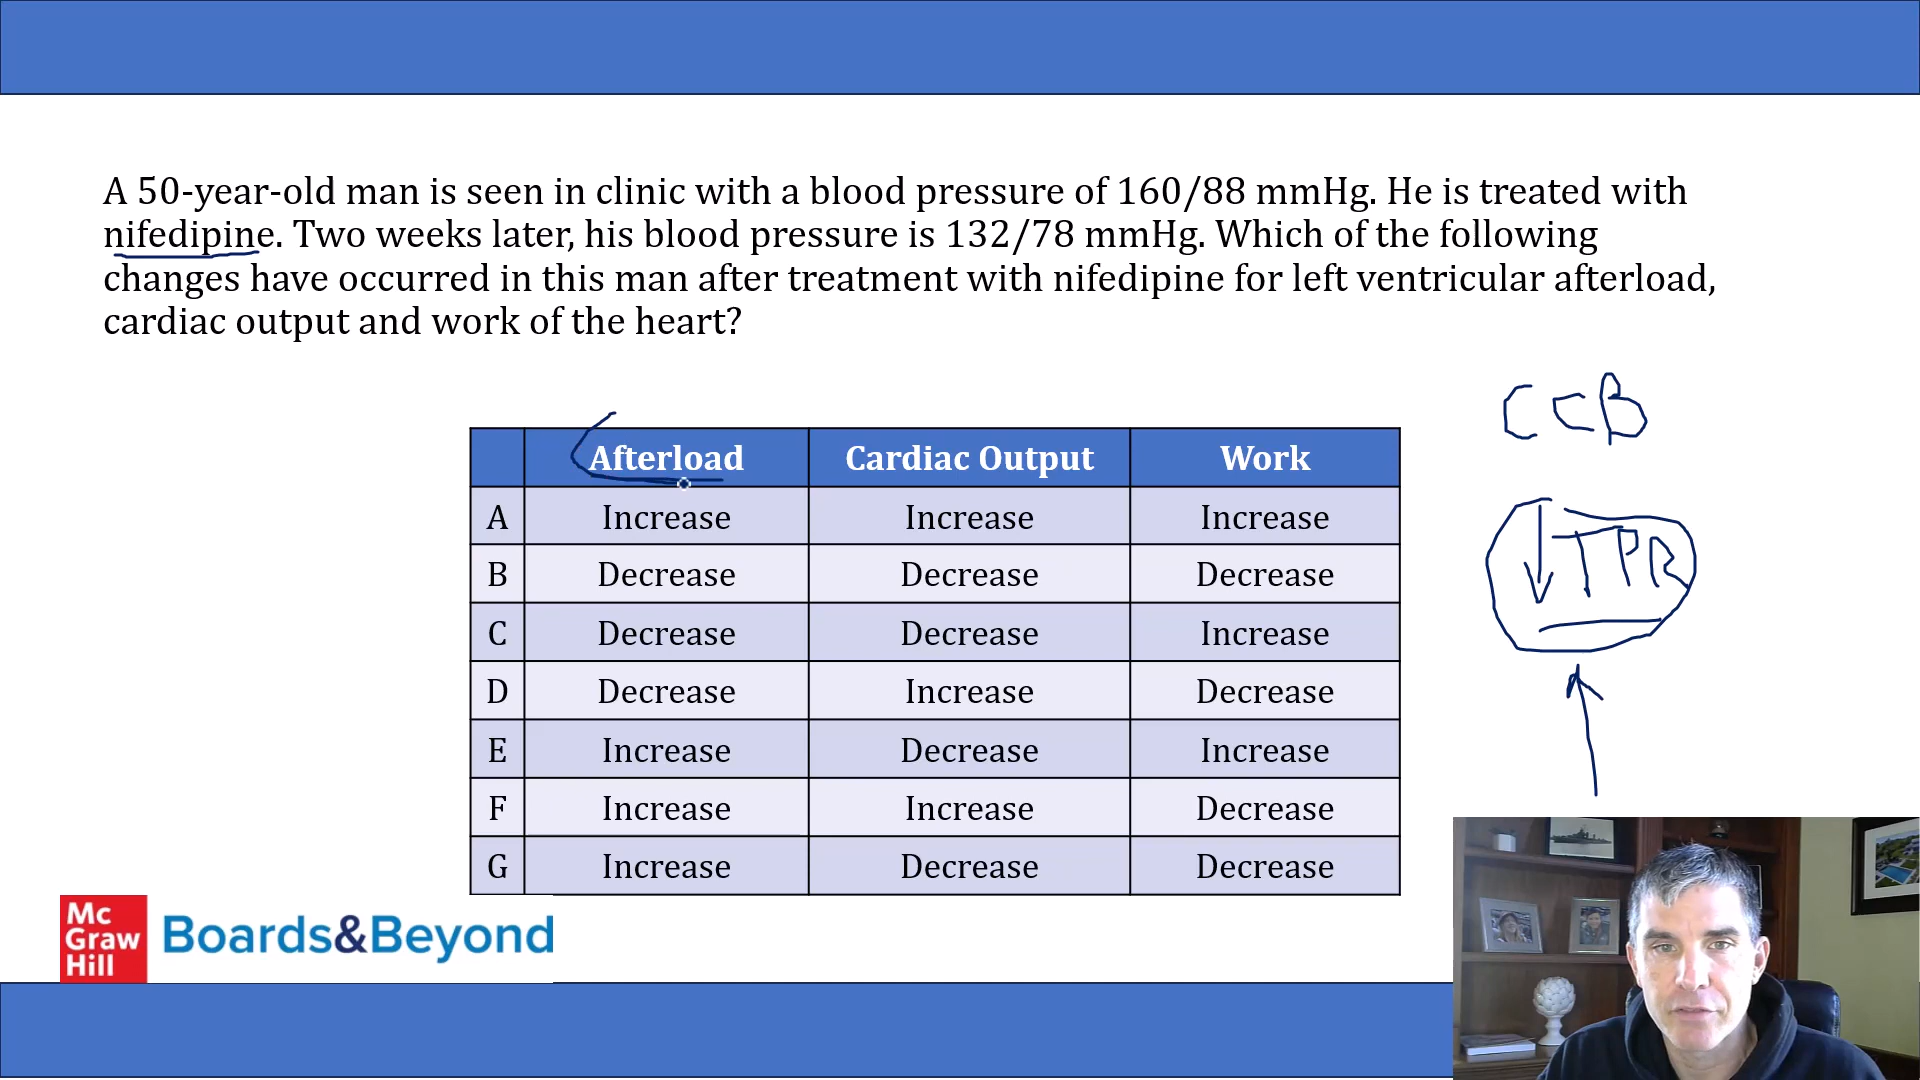 A 50-year-old man is seen in clinic with a blood pressure of 160/88 mmHg. He is treated with
nifedipine. Two weeks later, his blood pressure is 132/78 mmHg. Which of the following
changes have occurred in this man after treatment with nifedipine for left ventricular afterload,
cardiac output and work of the heart?
CCB
Afterload Cardiac Output Work
A Increase Increase Increase
B Decrease Decrease Decrease
C Decrease Decrease Increase
D Decrease Increase Decrease
E Increase Decrease Increase
F Increase Increase Decrease
G Increase Decrease Decrease
↓TPR
Mc
Graw
Hill
Boards&Beyond